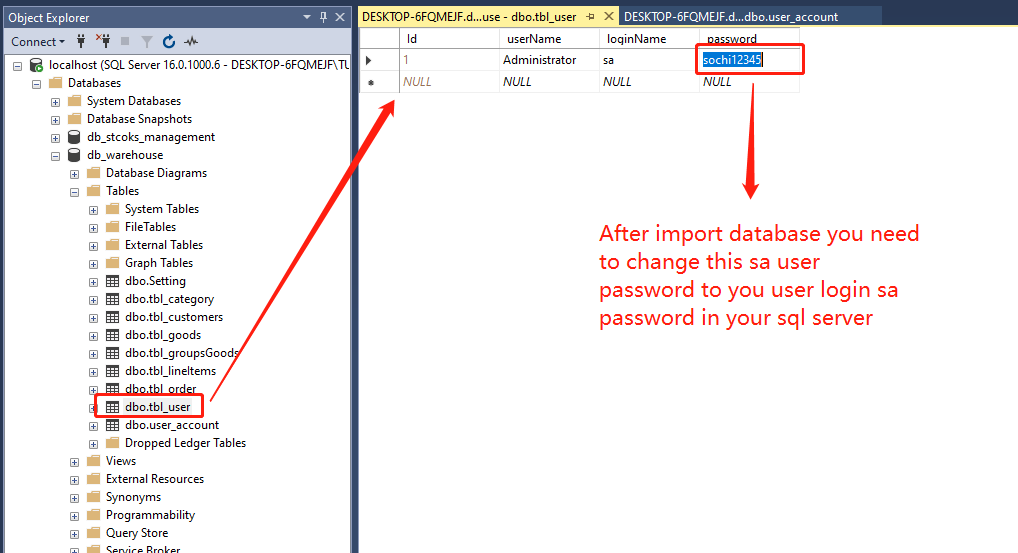 Object Explorer
Connect
localhost (SQL Server 16.0.1000.6 - DESKTOP-6FQMEJF\TU
Databases
System Databases
Database Snapshots
db_stcoks_management
db_warehouse
Database Diagrams
Tables
System Tables
FileTables
External Tables
Graph Tables
dbo.Setting
dbo.tbl_category
dbo.tbl_customers
dbo.tbl_goods
dbo.tbl_groupsGoods
dbo.tbl_lineItems
dbo.tbl_order
dbo.tbl_user
dbo.user_account
Dropped Ledger Tables
Views
External Resources
Synonyms
Programmability
Query Store
Service Broker
DESKTOP-6FQMEJF.d...use - dbo.tbl_user
DESKTOP-6FQMEJF.d...dbo.user_account
Id userName loginName password
1 Administrator sa sochi12345
NULL NULL NULL NULL
After import database you need
to change this sa user
password to you user login sa
password in your sql server